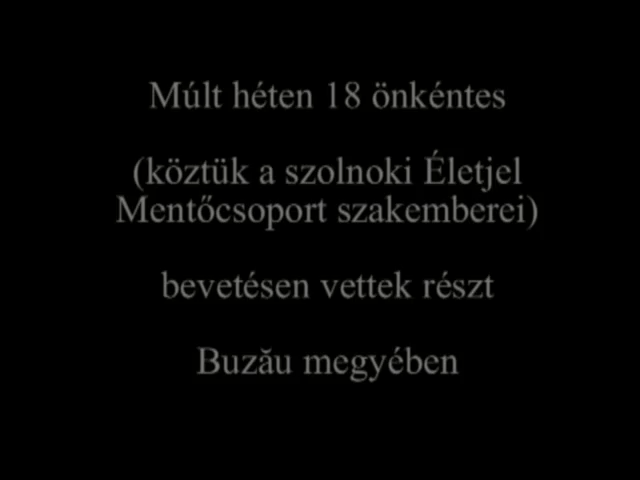 Múlt héten 18 önkéntes
(köztük a szolnoki Életjel
Mentőcsoport szakemberei)
bevetésen vettek részt
Buzău megyében